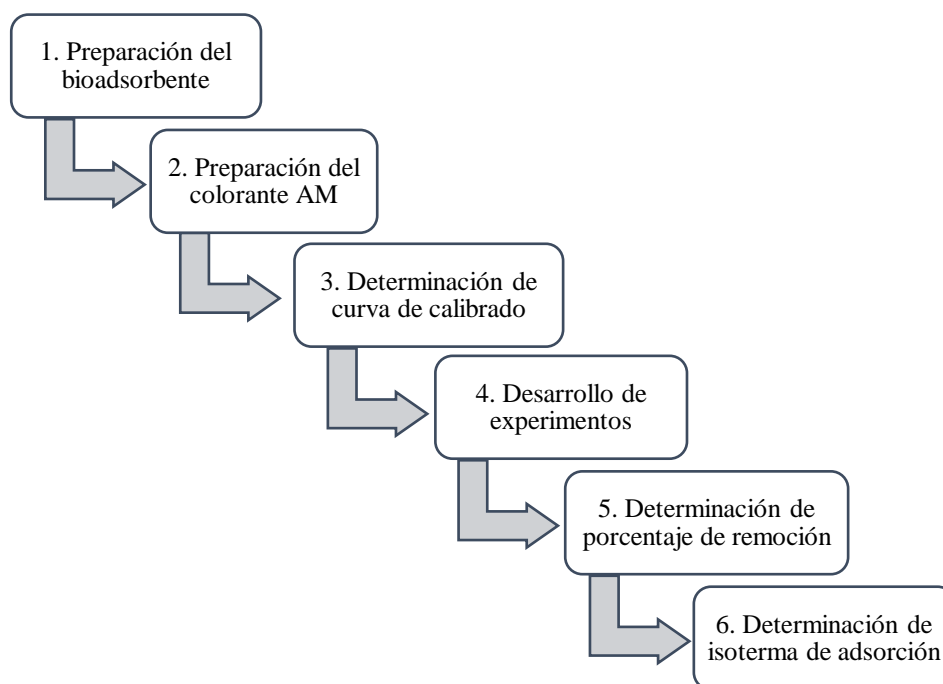 1. Preparación del
bioadsorbente
2. Preparación del
colorante AM
3. Determinación de
curva de calibrado
4. Desarrollo de
experimentos
5. Determinación de
porcentaje de remoción
6. Determinación de
isoterma de adsorción